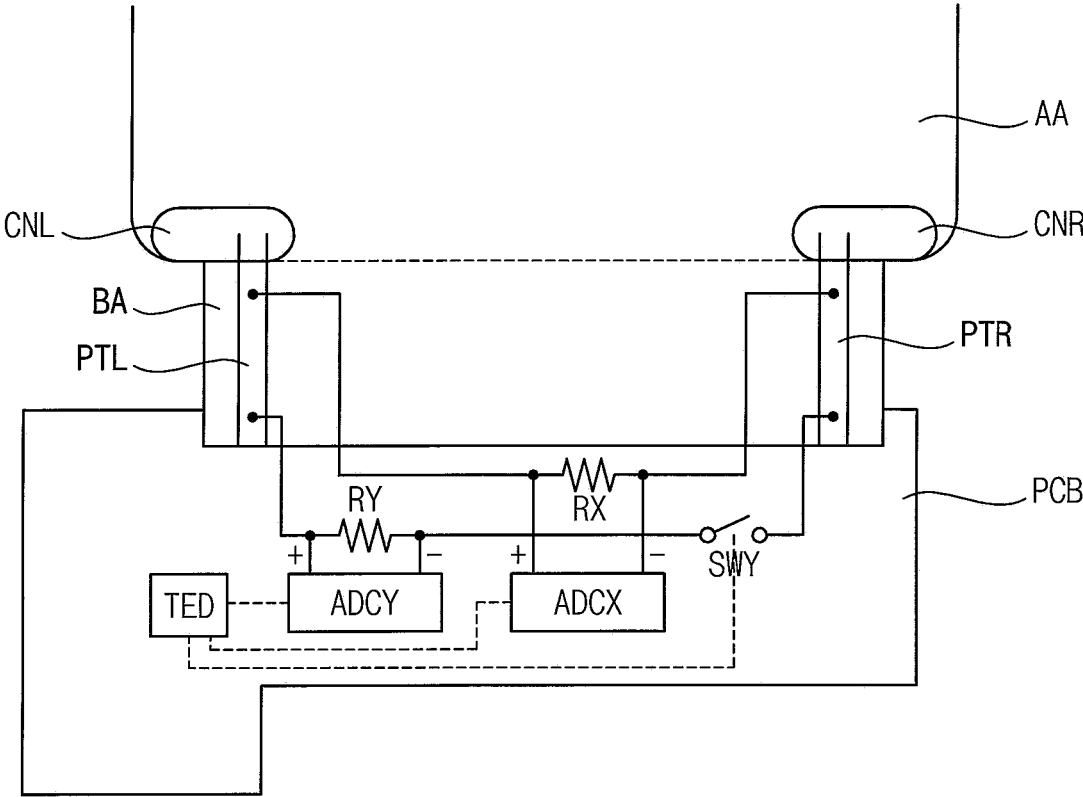 AA
CNL
CNR
BA
PTL
PTR
RY
RX
PCB
+ −
+ −
SWY
TED
ADCY
ADCX